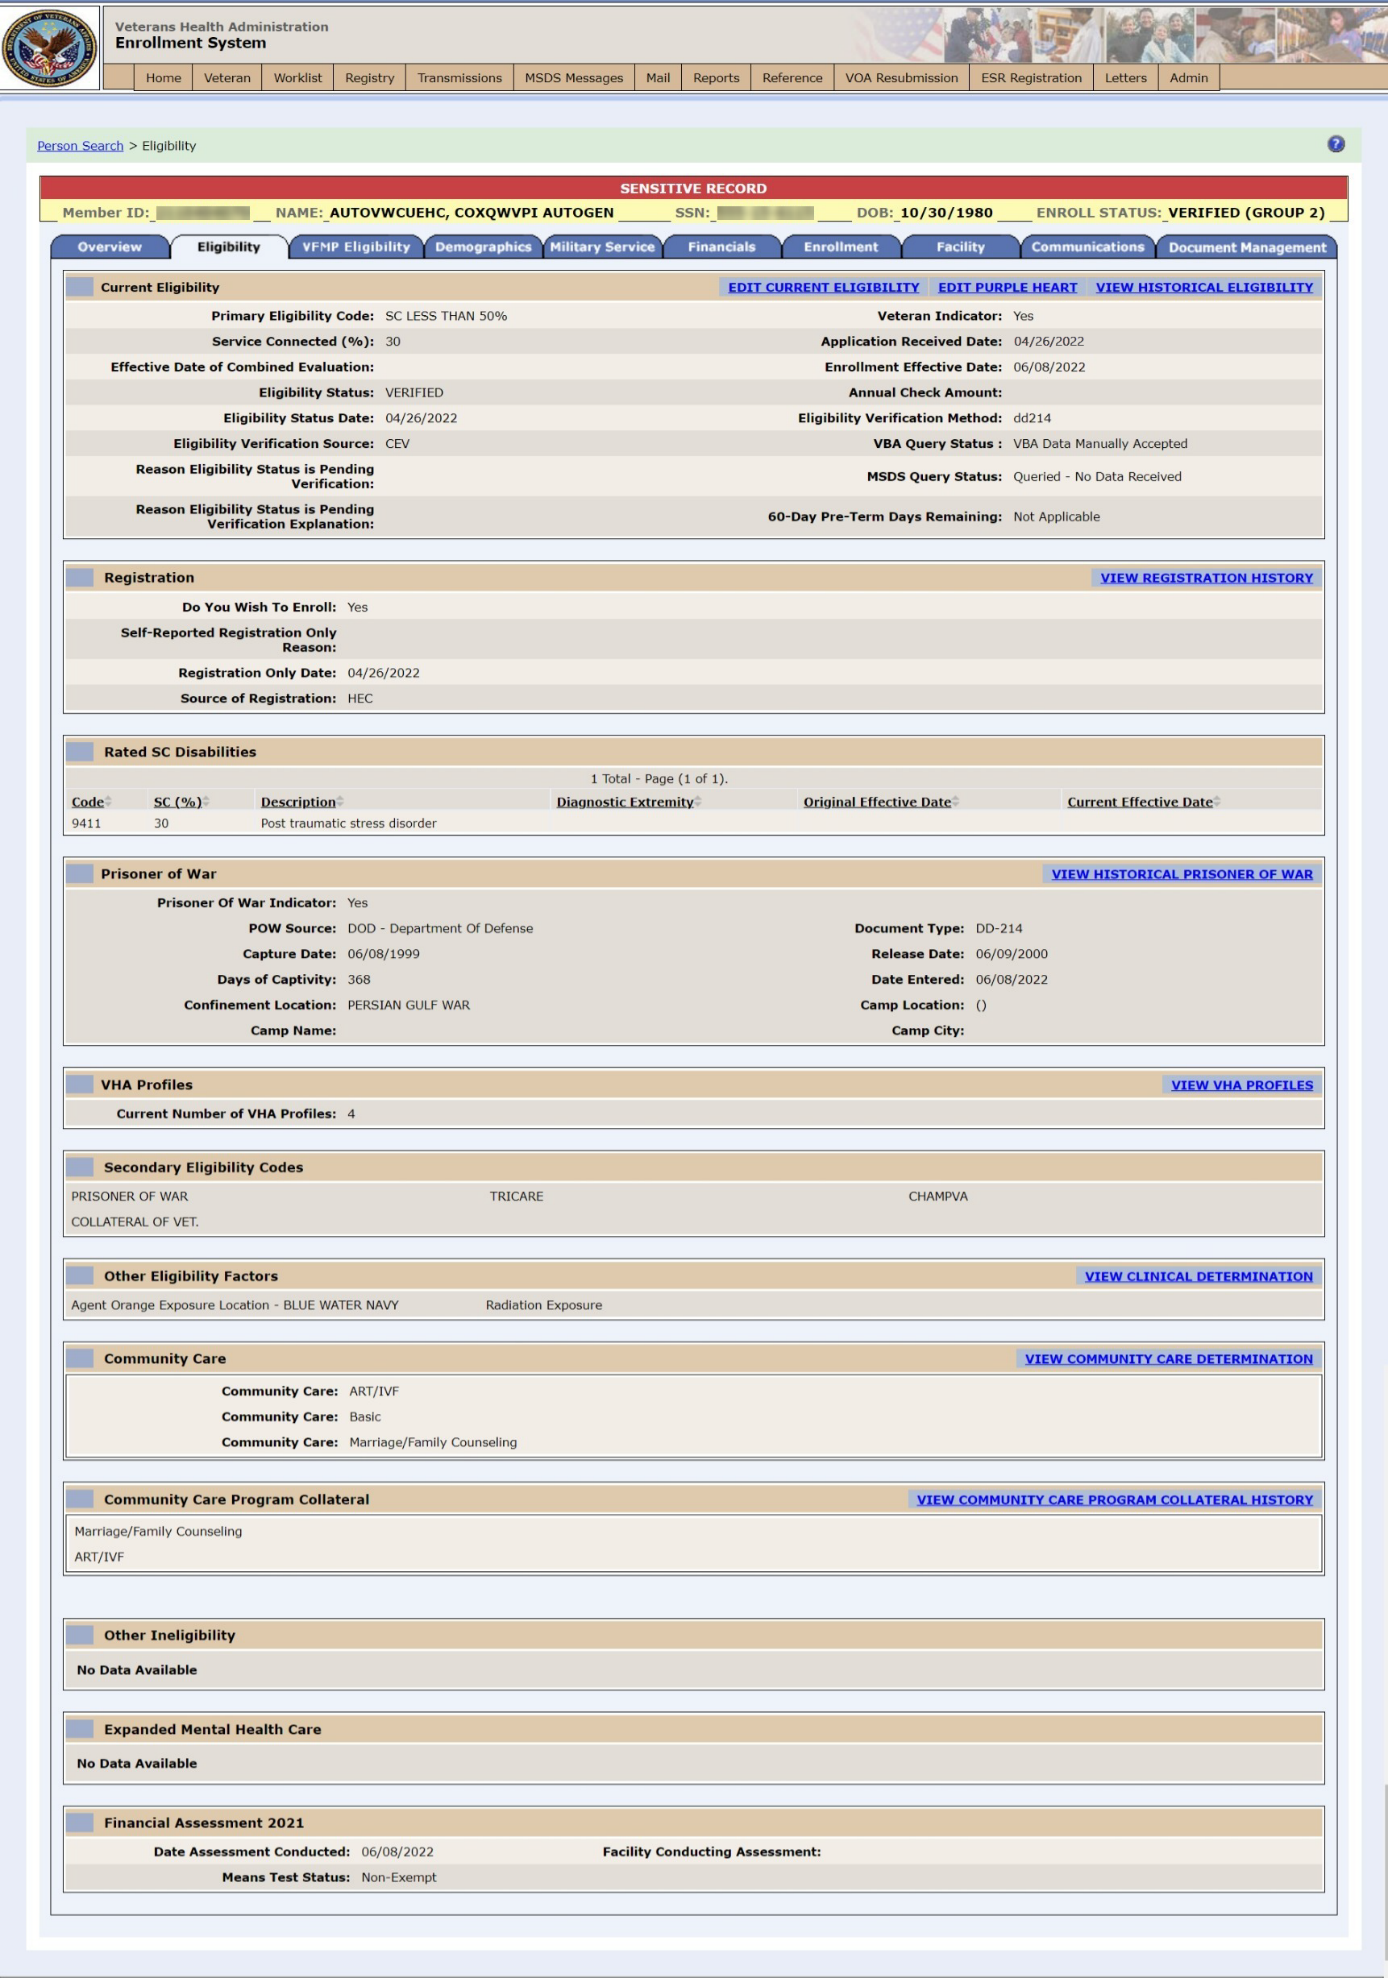 Veterans Health Administration
Enrollment System
Home Veteran Worklist Registry Transmissions MSDS Messages Mail Reports Reference VOA Resubmission ESR Registration Letters Admin
Person Search > Eligibility ?
SENSITIVE RECORD
Member ID: NAME: AUTOVWCUEHC, COXQWVPI AUTOGEN SSN: DOB: 10/30/1980 ENROLL STATUS: VERIFIED (GROUP 2)
Overview Eligibility VFMP Eligibility Demographics Military Service Financials Enrollment Facility Communications Document Management
Current Eligibility EDIT CURRENT ELIGIBILITY EDIT PURPLE HEART VIEW HISTORICAL ELIGIBILITY
Primary Eligibility Code: SC LESS THAN 50% Veteran Indicator: Yes
Service Connected (%): 30 Application Received Date: 04/26/2022
Effective Date of Combined Evaluation: Enrollment Effective Date: 06/08/2022
Eligibility Status: VERIFIED Annual Check Amount:
Eligibility Status Date: 04/26/2022 Eligibility Verification Method: dd214
Eligibility Verification Source: CEV VBA Query Status : VBA Data Manually Accepted
Reason Eligibility Status is Pending
Verification: MSDS Query Status: Queried - No Data Received
Reason Eligibility Status is Pending
Verification Explanation: 60-Day Pre-Term Days Remaining: Not Applicable
Registration VIEW REGISTRATION HISTORY
Do You Wish To Enroll: Yes
Self-Reported Registration Only
Reason:
Registration Only Date: 04/26/2022
Source of Registration: HEC
Rated SC Disabilities
1 Total - Page (1 of 1).
Code SC (%) Description Diagnostic Extremity Original Effective Date Current Effective Date
9411 30 Post traumatic stress disorder
Prisoner of War VIEW HISTORICAL PRISONER OF WAR
Prisoner Of War Indicator: Yes
POW Source: DOD - Department Of Defense Document Type: DD-214
Capture Date: 06/08/1999 Release Date: 06/09/2000
Days of Captivity: 368 Date Entered: 06/08/2022
Confinement Location: PERSIAN GULF WAR Camp Location: ()
Camp Name: Camp City:
VHA Profiles VIEW VHA PROFILES
Current Number of VHA Profiles: 4
Secondary Eligibility Codes
PRISONER OF WAR TRICARE CHAMPVA
COLLATERAL OF VET.
Other Eligibility Factors VIEW CLINICAL DETERMINATION
Agent Orange Exposure Location - BLUE WATER NAVY Radiation Exposure
Community Care VIEW COMMUNITY CARE DETERMINATION
Community Care: ART/IVF
Community Care: Basic
Community Care: Marriage/Family Counseling
Community Care Program Collateral VIEW COMMUNITY CARE PROGRAM COLLATERAL HISTORY
Marriage/Family Counseling
ART/IVF
Other Ineligibility
No Data Available
Expanded Mental Health Care
No Data Available
Financial Assessment 2021
Date Assessment Conducted: 06/08/2022 Facility Conducting Assessment:
Means Test Status: Non-Exempt